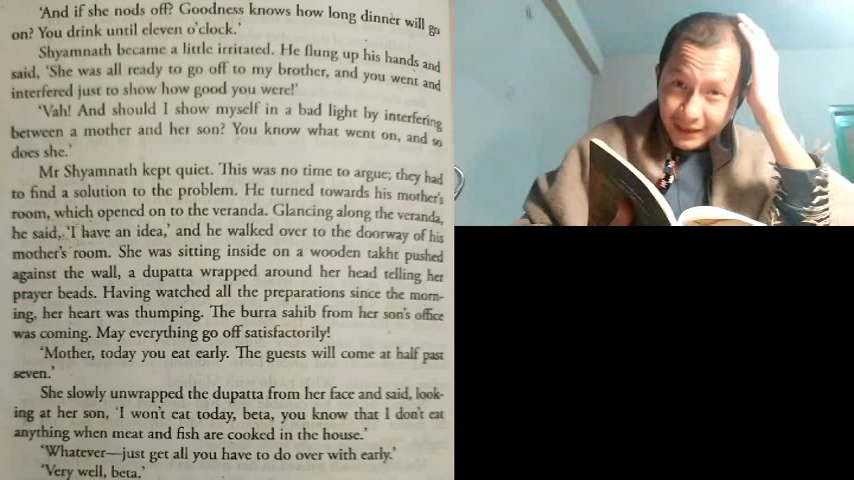 'And if she nods off? Goodness knows how long dinner will go
on? You drink until eleven o'clock.'
Shyamnath became a little irritated. He flung up his hands and
said, 'She was all ready to go off to my brother, and you went and
interfered just to show how good you were!'
'Vah! And should I show myself in a bad light by interfering
between a mother and her son? You know what went on, and so
does she.'
Mr Shyamnath kept quiet. This was no time to argue; they had
to find a solution to the problem. He turned towards his mother's
room, which opened on to the veranda. Glancing along the veranda,
he said, 'I have an idea,' and he walked over to the doorway of his
mother's room. She was sitting inside on a wooden takht pushed
against the wall, a dupatta wrapped around her head telling her
prayer beads. Having watched all the preparations since the morn-
ing, her heart was thumping. The burra sahib from her son's office
was coming. May everything go off satisfactorily!
'Mother, today you eat early. The guests will come at half past
seven.'
She slowly unwrapped the dupatta from her face and said, look-
ing at her son, 'I won't eat today, beta, you know that I don't eat
anything when meat and fish are cooked in the house.'
'Whatever—just get all you have to do over with early.'
'Very well, beta.'